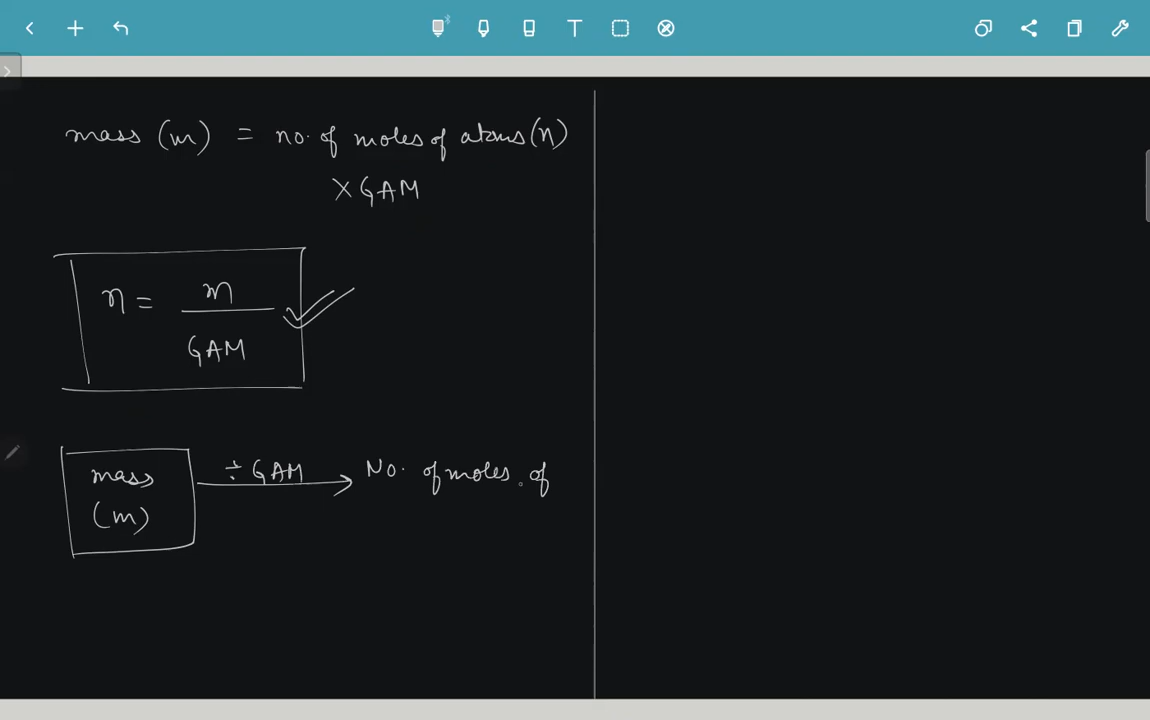 mass (m) = no. of moles of atoms (n)
X GAM
n = m
GAM
mass ÷ GAM No. of moles of
(m)